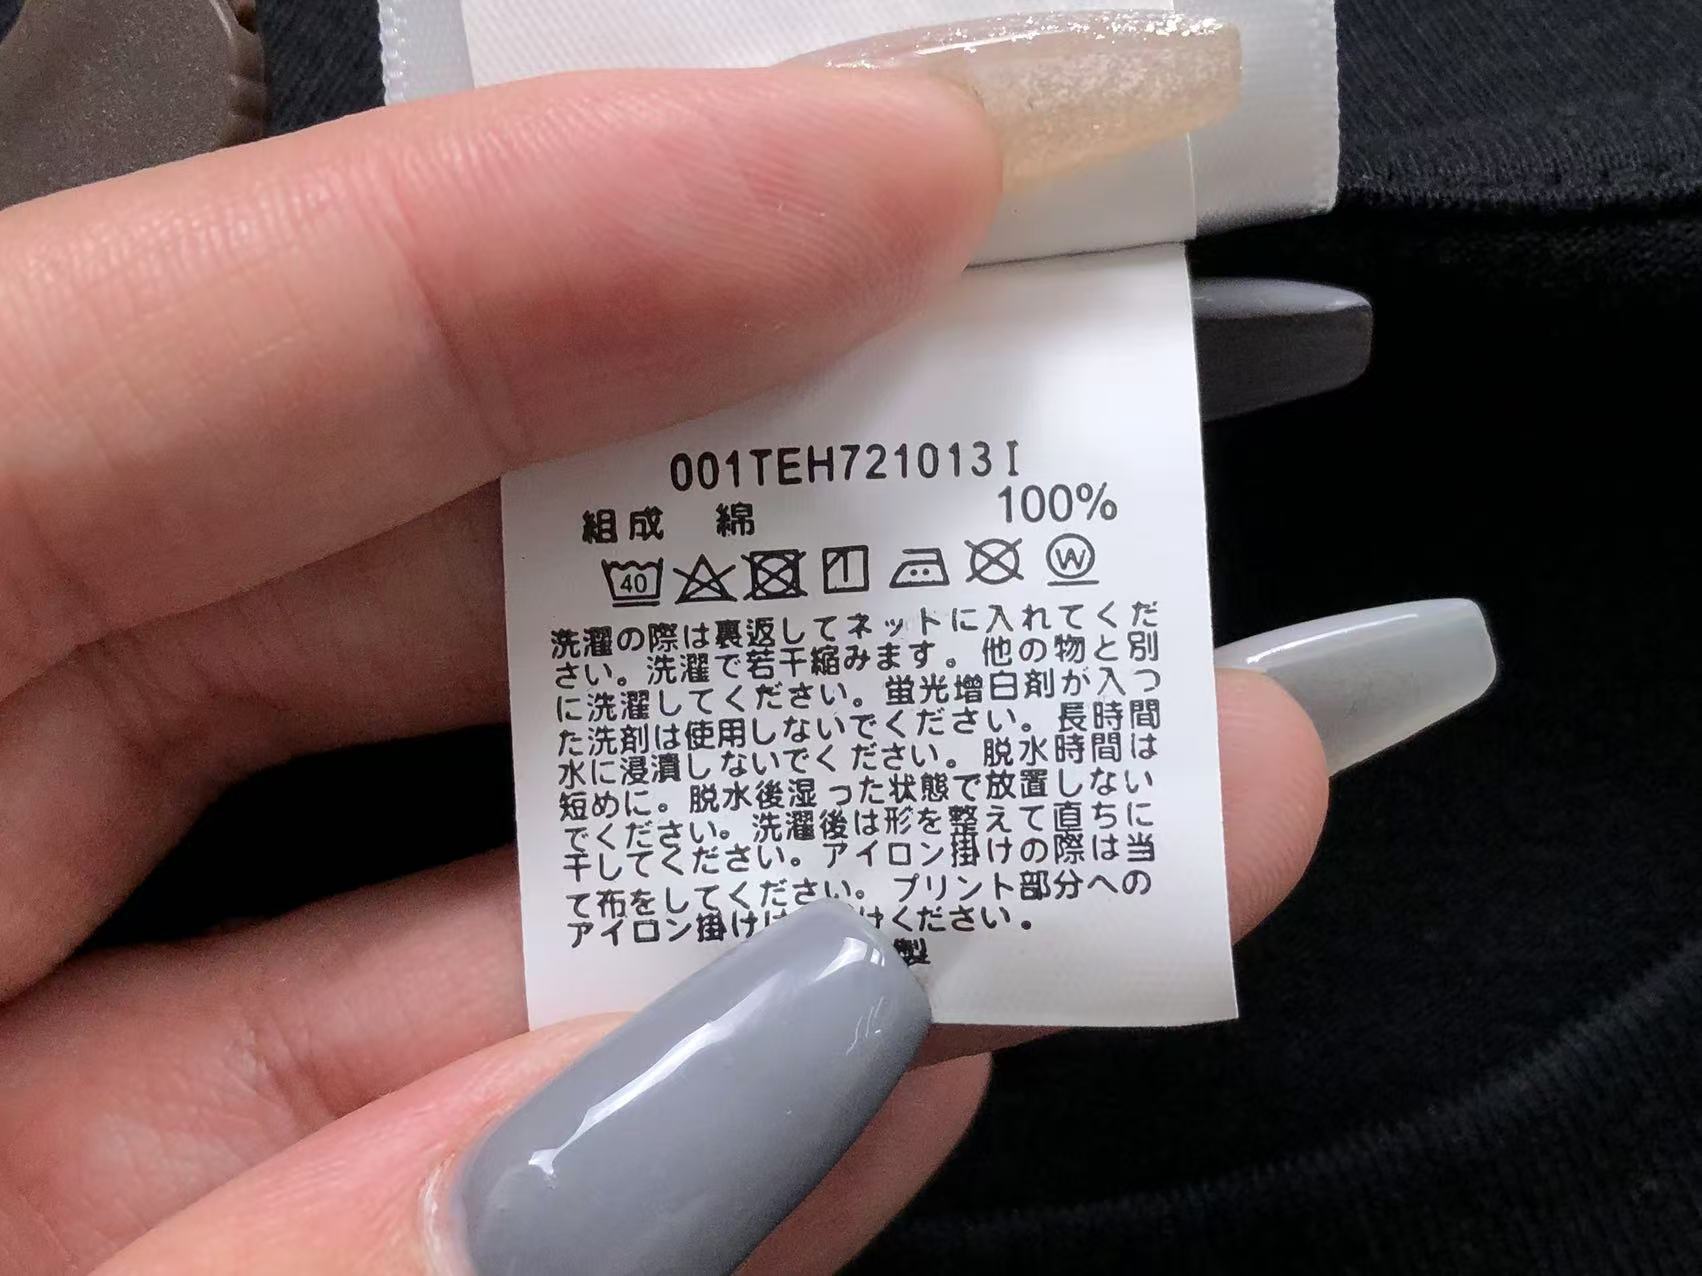 001TEH721013I
組成 綿 100%
40 W
洗濯の際は裏返してネットに入れてくだ
さい。洗濯で若干縮みます。他の物と別
に洗濯してください。蛍光増白剤が入つ
た洗剤は使用しないでください。長時間
水に浸漬しないでください。脱水時間は
短めに。脱水後湿った状態で放置しない
でください。洗濯後は形を整えて直ちに
干してください。アイロン掛けの際は当
て布をしてください。プリント部分への
アイロン掛け けください。
製